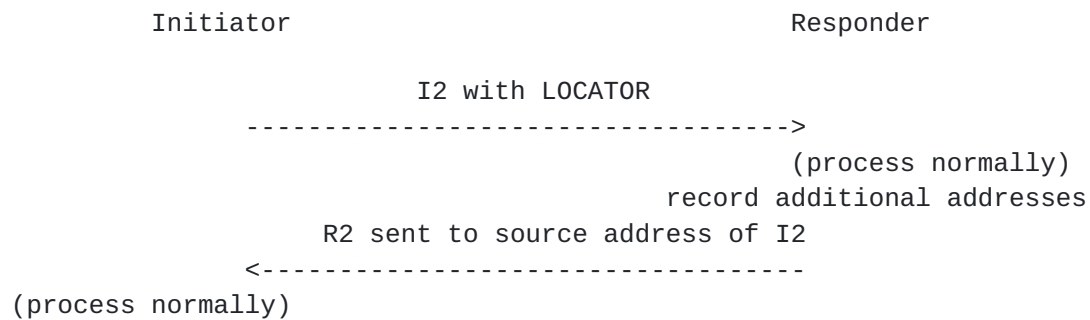 Initiator                                Responder
I2 with LOCATOR
----------------------------------->
(process normally)
record additional addresses
R2 sent to source address of I2
<-----------------------------------
(process normally)